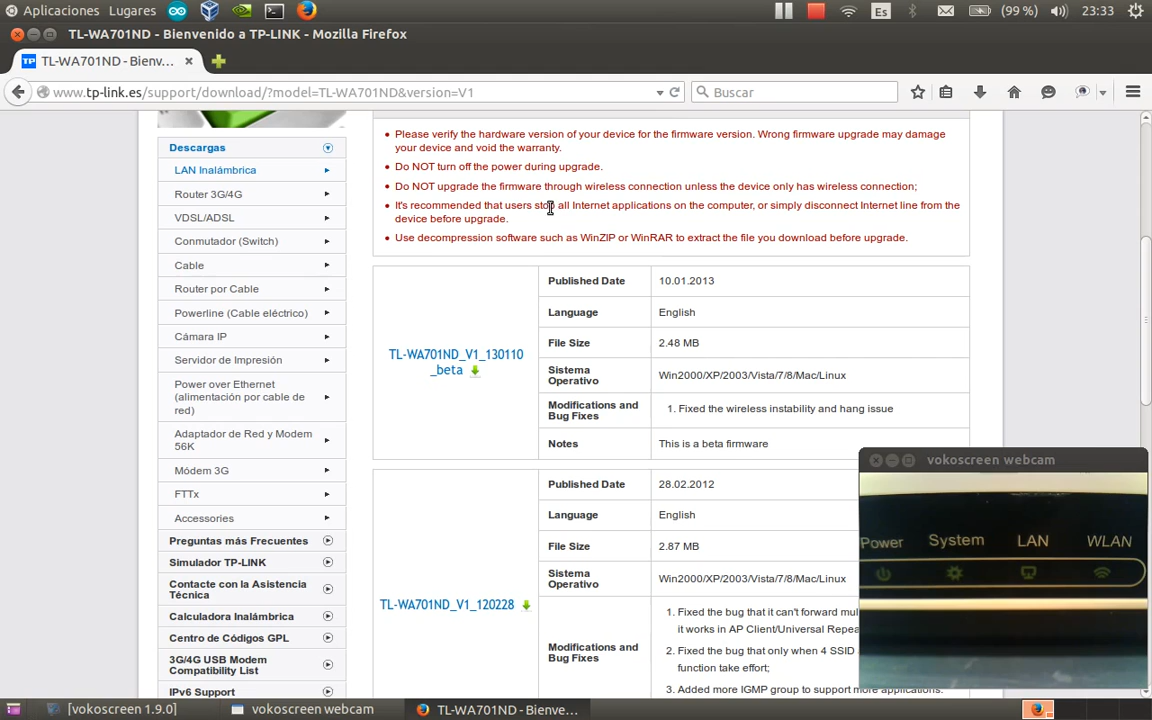 Aplicaciones Lugares Es (99 %) 23:33
TL-WA701ND - Bienvenido a TP-LINK - Mozilla Firefox
TP TL-WA701ND - Bienv... ×
www.tp-link.es/support/download/?model=TL-WA701ND&version=V1 Buscar
Descargas
LAN Inalámbrica
Router 3G/4G
VDSL/ADSL
Conmutador (Switch)
Cable
Router por Cable
Powerline (Cable eléctrico)
Cámara IP
Servidor de Impresión
Power over Ethernet
(alimentación por cable de
red)
Adaptador de Red y Modem
56K
Módem 3G
FTTx
Accessories
Preguntas más Frecuentes
Simulador TP-LINK
Contacte con la Asistencia
Técnica
Calculadora Inalámbrica
Centro de Códigos GPL
3G/4G USB Modem
Compatibility List
IPv6 Support
• Please verify the hardware version of your device for the firmware version. Wrong firmware upgrade may damage
your device and void the warranty.
• Do NOT turn off the power during upgrade.
• Do NOT upgrade the firmware through wireless connection unless the device only has wireless connection;
• It's recommended that users stop all Internet applications on the computer, or simply disconnect Internet line from the
device before upgrade.
• Use decompression software such as WinZIP or WinRAR to extract the file you download before upgrade.
TL-WA701ND_V1_130110
_beta
Published Date 10.01.2013
Language English
File Size 2.48 MB
Sistema
Operativo
Win2000/XP/2003/Vista/7/8/Mac/Linux
Modifications and
Bug Fixes
1. Fixed the wireless instability and hang issue
Notes This is a beta firmware
TL-WA701ND_V1_120228
Published Date 28.02.2012
Language English
File Size 2.87 MB
Sistema
Operativo
Win2000/XP/2003/Vista/7/8/Mac/Linux
Modifications and
Bug Fixes
1. Fixed the bug that it can't forward mul
it works in AP Client/Universal Repea
2. Fixed the bug that only when 4 SSID
function take effort;
3. Added more IGMP group to support more applications.
vokoscreen webcam
Power System LAN WLAN
[vokoscreen 1.9.0] vokoscreen webcam TL-WA701ND - Bienve...